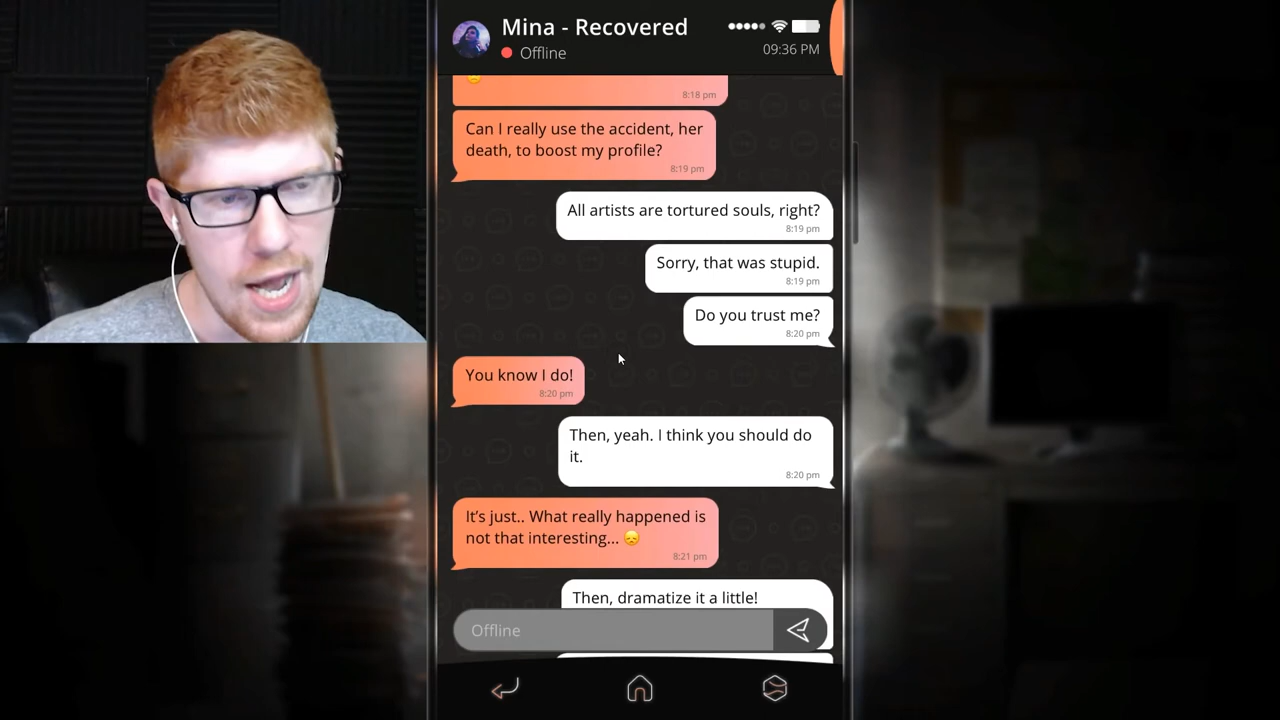 Mina - Recovered
Offline
09:36 PM
8:18 pm
Can I really use the accident, her
death, to boost my profile?
8:19 pm
All artists are tortured souls, right?
8:19 pm
Sorry, that was stupid.
8:19 pm
Do you trust me?
8:20 pm
You know I do!
8:20 pm
Then, yeah. I think you should do
it.
8:20 pm
It’s just.. What really happened is
not that interesting... 😞
8:21 pm
Then, dramatize it a little!
Offline